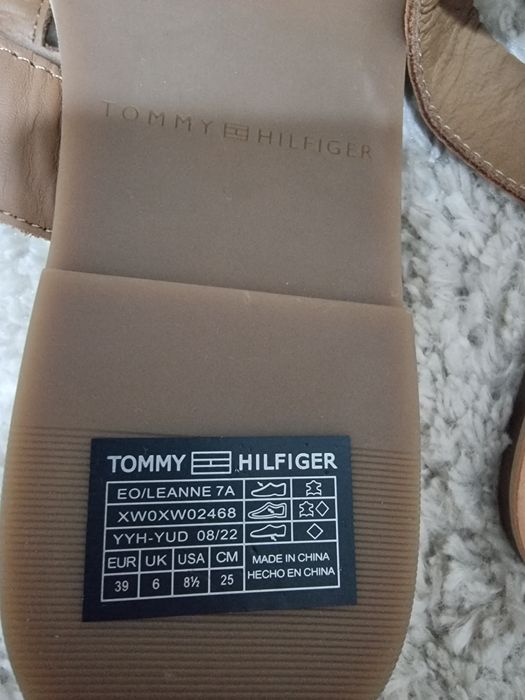 TOMMY HILFIGER
TOMMY HILFIGER
EO/LEANNE 7A
XW0XW02468
YYH-YUD 08/22
EUR UK USA CM
39 6 8½ 25
MADE IN CHINA
HECHO EN CHINA